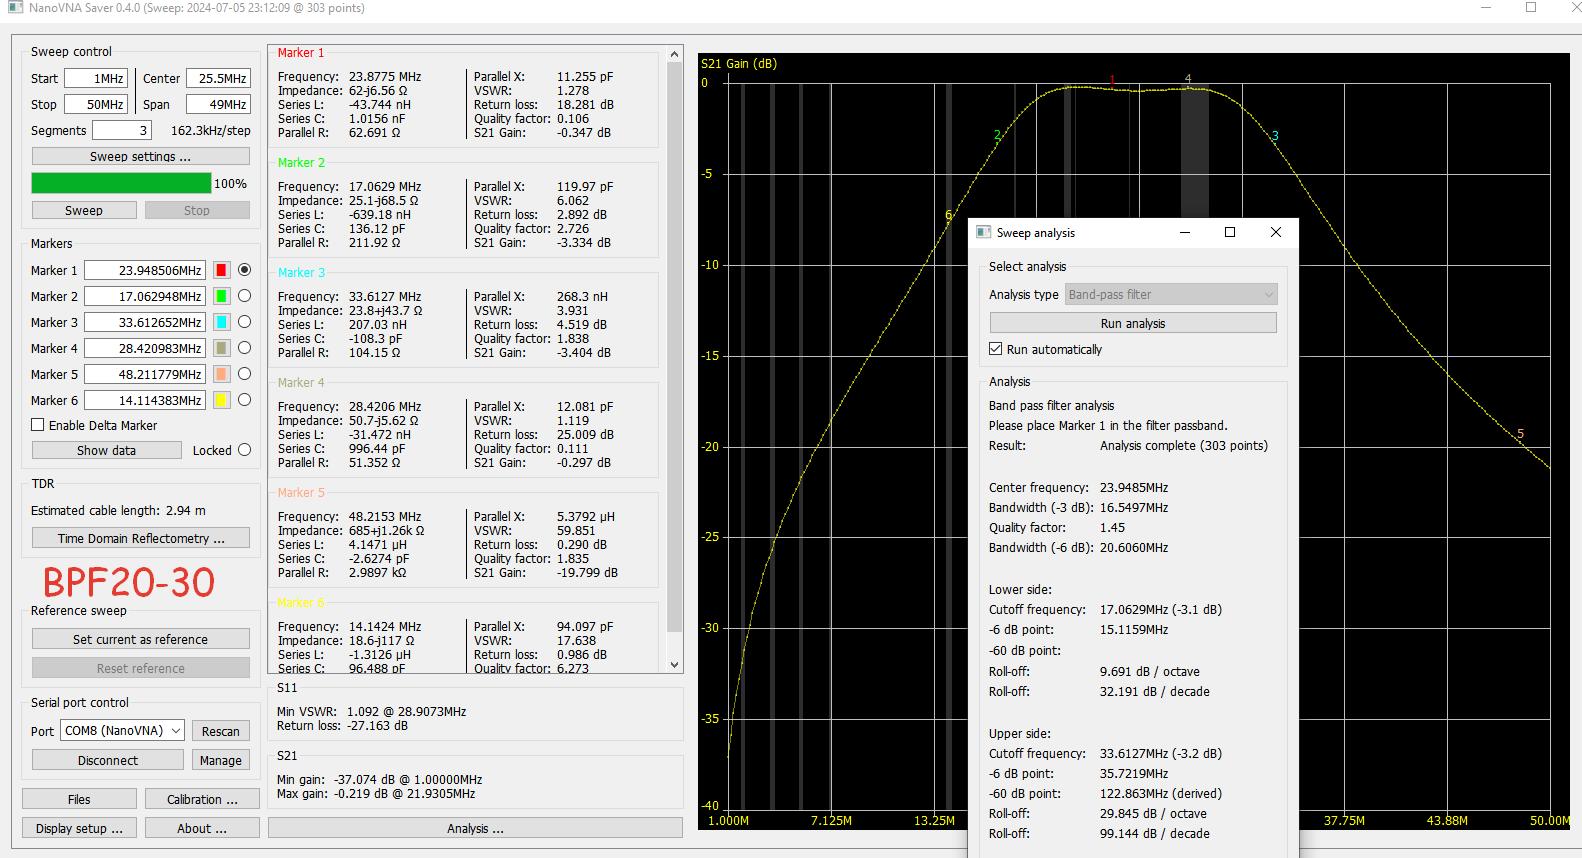 NanoVNA Saver 0.4.0 (Sweep: 2024-07-05 23:12:09 @ 303 points)
Sweep control
Start 1MHz Center 25.5MHz
Stop 50MHz Span 49MHz
Segments 3 162.3kHz/step
Sweep settings ...
100%
Sweep Stop
Markers
Marker 1 23.948506MHz
Marker 2 17.062948MHz
Marker 3 33.612652MHz
Marker 4 28.420983MHz
Marker 5 48.211779MHz
Marker 6 14.114383MHz
Enable Delta Marker
Show data Locked
TDR
Estimated cable length: 2.94 m
Time Domain Reflectometry ...
BPF20-30
Reference sweep
Set current as reference
Reset reference
Serial port control
Port COM8 (NanoVNA) Rescan
Disconnect Manage
Files Calibration ...
Display setup ... About ...
Marker 1
Frequency: 23.8775 MHz Parallel X: 11.255 pF
Impedance: 62-j6.56 Ω VSWR: 1.278
Series L: -43.744 nH Return loss: 18.281 dB
Series C: 1.0156 nF Quality factor: 0.106
Parallel R: 62.691 Ω S21 Gain: -0.347 dB
Marker 2
Frequency: 17.0629 MHz Parallel X: 119.97 pF
Impedance: 25.1-j68.5 Ω VSWR: 6.062
Series L: -639.18 nH Return loss: 2.892 dB
Series C: 136.12 pF Quality factor: 2.726
Parallel R: 211.92 Ω S21 Gain: -3.334 dB
Marker 3
Frequency: 33.6127 MHz Parallel X: 268.3 nH
Impedance: 23.8+j43.7 Ω VSWR: 3.931
Series L: 207.03 nH Return loss: 4.519 dB
Series C: -108.3 pF Quality factor: 1.838
Parallel R: 104.15 Ω S21 Gain: -3.404 dB
Marker 4
Frequency: 28.4206 MHz Parallel X: 12.081 pF
Impedance: 50.7-j5.62 Ω VSWR: 1.119
Series L: -31.472 nH Return loss: 25.009 dB
Series C: 996.44 pF Quality factor: 0.111
Parallel R: 51.352 Ω S21 Gain: -0.297 dB
Marker 5
Frequency: 48.2153 MHz Parallel X: 5.3792 µH
Impedance: 685+j1.26k Ω VSWR: 59.851
Series L: 4.1471 µH Return loss: 0.290 dB
Series C: -2.6274 pF Quality factor: 1.835
Parallel R: 2.9897 kΩ S21 Gain: -19.799 dB
Marker 6
Frequency: 14.1424 MHz Parallel X: 94.097 pF
Impedance: 18.6-j117 Ω VSWR: 17.638
Series L: -1.3126 µH Return loss: 0.986 dB
Series C: 96.488 pF Quality factor: 6.273
S11
Min VSWR: 1.092 @ 28.9073MHz
Return loss: -27.163 dB
S21
Min gain: -37.074 dB @ 1.00000MHz
Max gain: -0.219 dB @ 21.9305MHz
Analysis ...
S21 Gain (dB)
0
-5
-10
-15
-20
-25
-30
-35
-40
1
4
2
3
6
5
1.000M 7.125M 13.25M 37.75M 43.88M 50.00M
Sweep analysis
Select analysis
Analysis type Band-pass filter
Run analysis
Run automatically
Analysis
Band pass filter analysis
Please place Marker 1 in the filter passband.
Result: Analysis complete (303 points)
Center frequency: 23.9485MHz
Bandwidth (-3 dB): 16.5497MHz
Quality factor: 1.45
Bandwidth (-6 dB): 20.6060MHz
Lower side:
Cutoff frequency: 17.0629MHz (-3.1 dB)
-6 dB point: 15.1159MHz
-60 dB point:
Roll-off: 9.691 dB / octave
Roll-off: 32.191 dB / decade
Upper side:
Cutoff frequency: 33.6127MHz (-3.2 dB)
-6 dB point: 35.7219MHz
-60 dB point: 122.863MHz (derived)
Roll-off: 29.845 dB / octave
Roll-off: 99.144 dB / decade